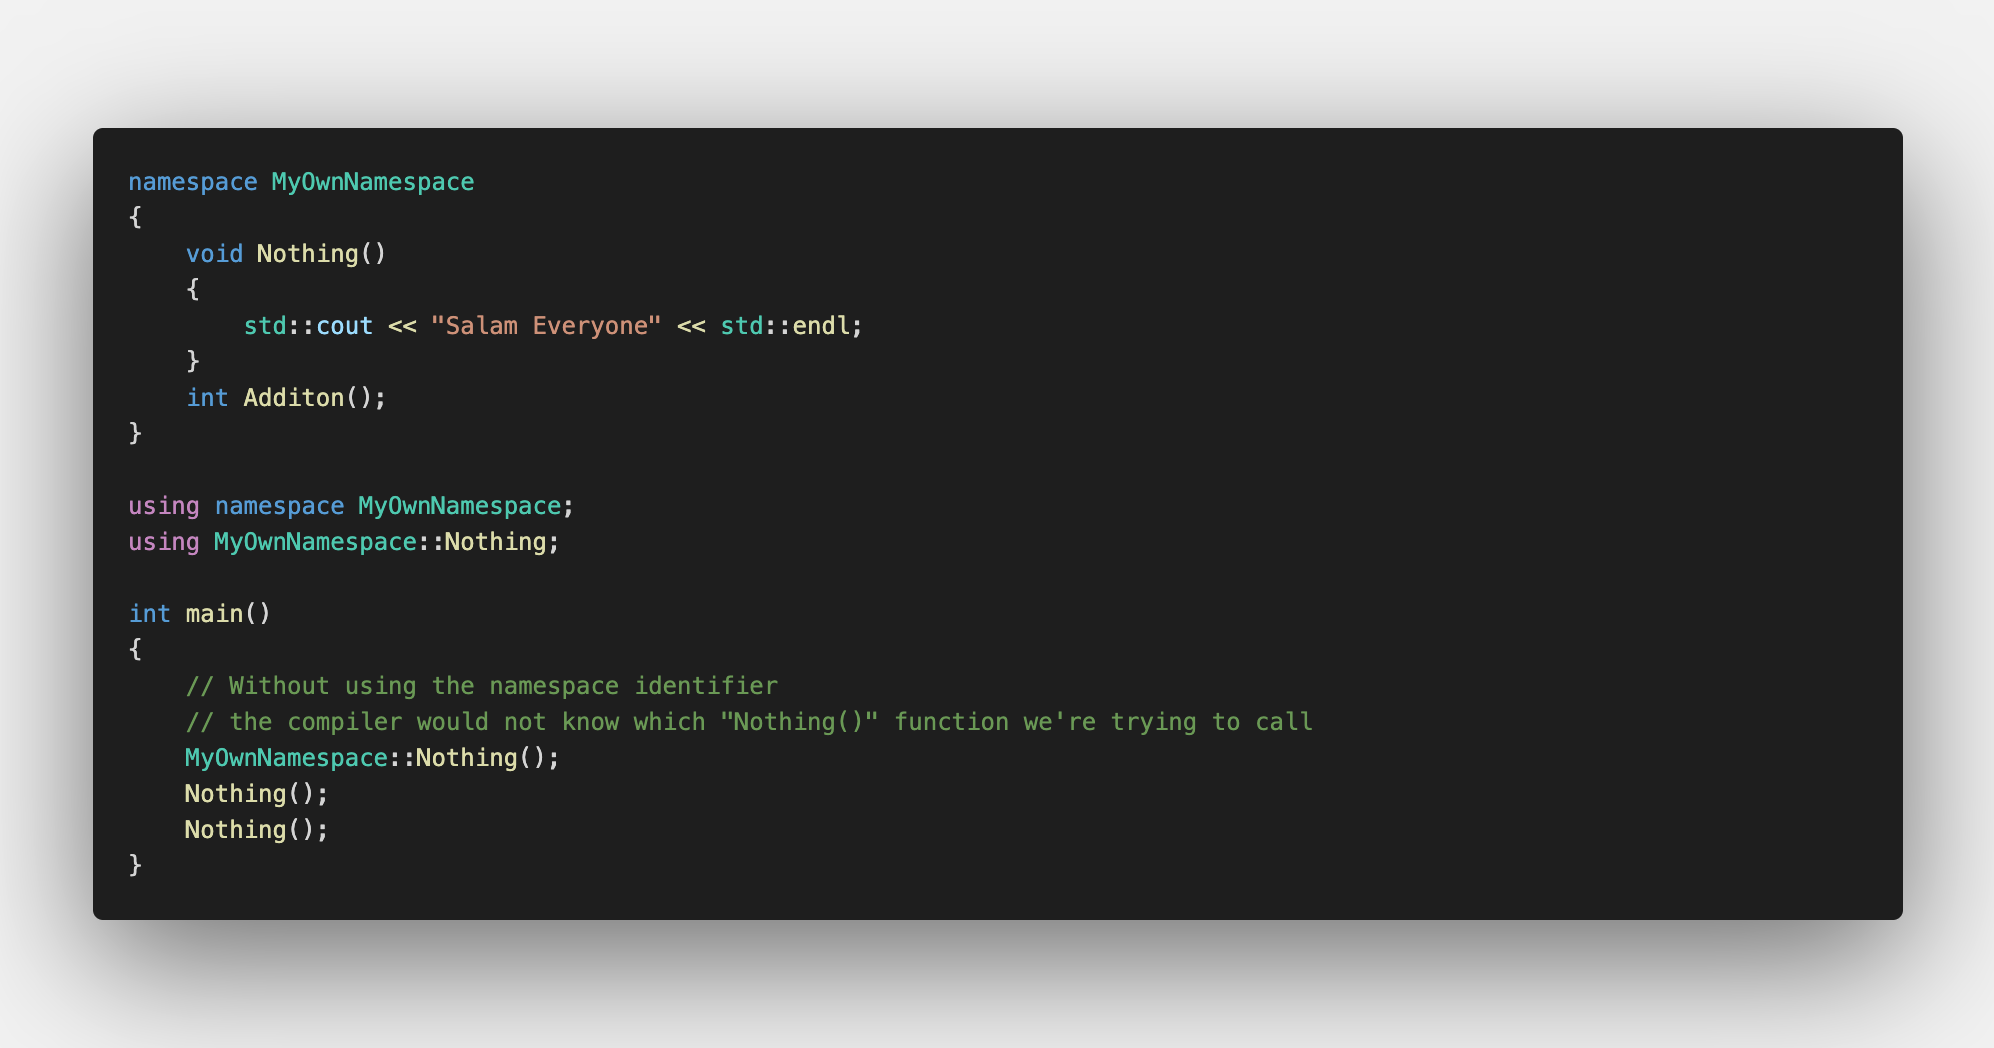 namespace MyOwnNamespace
{
    void Nothing()
    {
        std::cout << "Salam Everyone" << std::endl;
    }
    int Additon();
}

using namespace MyOwnNamespace;
using MyOwnNamespace::Nothing;

int main()
{
    // Without using the namespace identifier
    // the compiler would not know which "Nothing()" function we're trying to call
    MyOwnNamespace::Nothing();
    Nothing();
    Nothing();
}